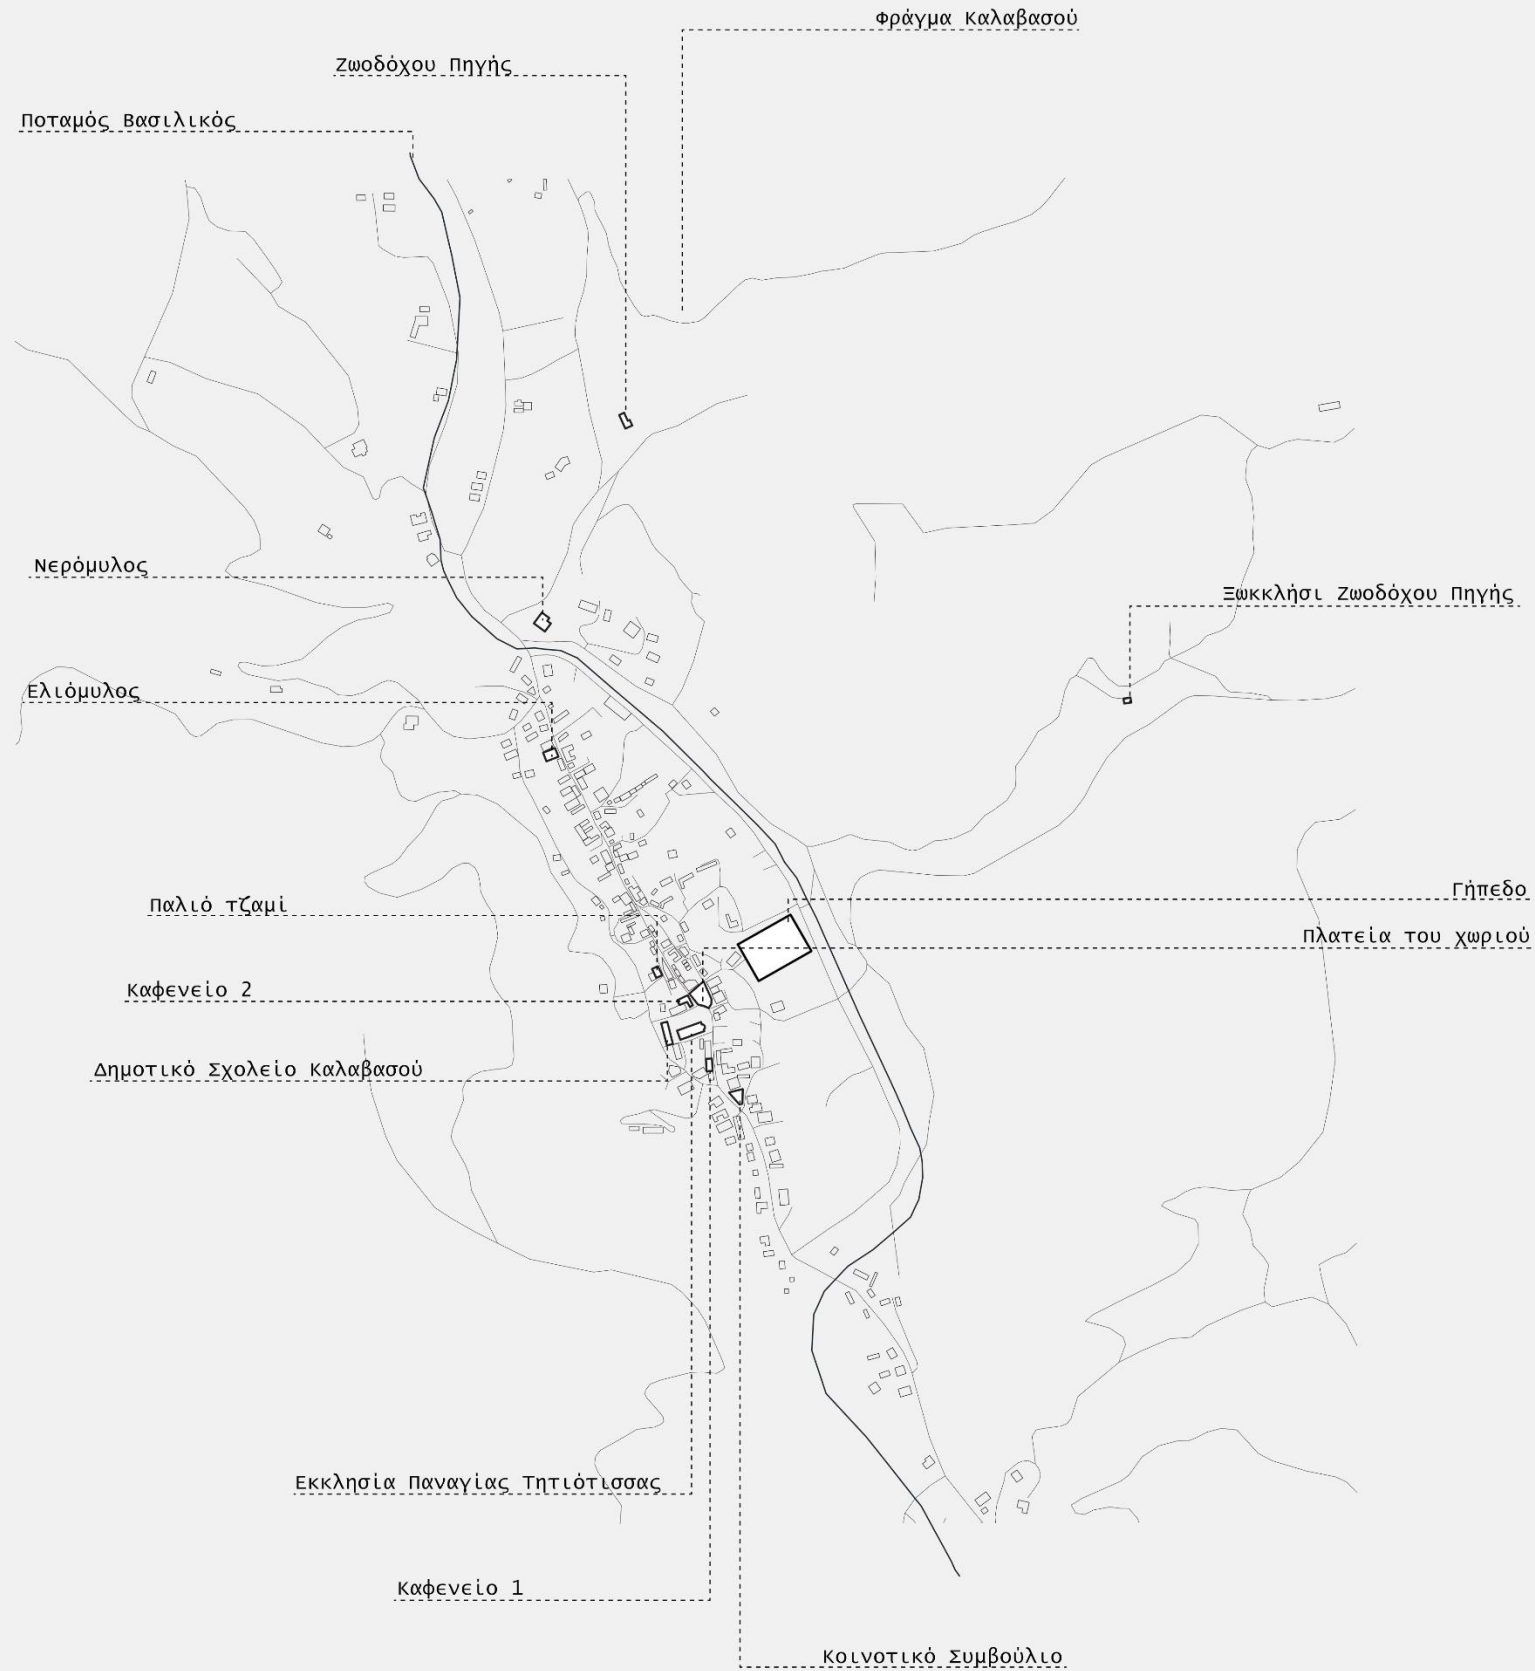 Φράγμα Καλαβασού
Ζωοδόχου Πηγής
Ποταμός Βασιλικός
Νερόμυλος
Ξωκκλήσι Ζωοδόχου Πηγής
Ελιόμυλος
Γήπεδο
Παλιό τζαμί
Πλατεία του χωριού
Καφενείο 2
Δημοτικό Σχολείο Καλαβασού
Εκκλησία Παναγίας Τητιότισσας
Καφενείο 1
Κοινοτικό Συμβούλιο